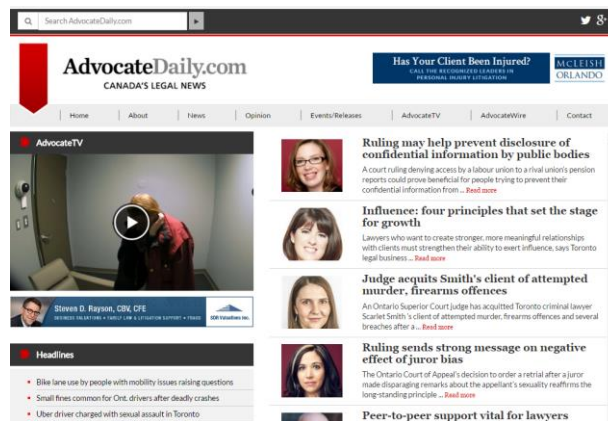 Search AdvocateDaily.com
AdvocateDaily.com
CANADA'S LEGAL NEWS
Has Your Client Been Injured?
CALL THE RECOGNIZED LEADERS IN
PERSONAL INJURY LITIGATION
MCLEISH
ORLANDO
Home About News Opinion Events/Releases AdvocateTV AdvocateWire Contact
AdvocateTV
Steven D. Rayson, CBV, CFE
BUSINESS VALUATIONS • FAMILY LAW & LITIGATION SUPPORT • FRAUD
SDR Valuations Inc.
Headlines
Bike lane use by people with mobility issues raising questions
Small fines common for Ont. drivers after deadly crashes
Uber driver charged with sexual assault in Toronto
Ruling may help prevent disclosure of
confidential information by public bodies
A court ruling denying access by a labour union to a rival union's pension
reports could prove beneficial for people trying to prevent their
confidential information from ... Read more
Influence: four principles that set the stage
for growth
Lawyers who want to create stronger, more meaningful relationships
with clients must strengthen their ability to exert influence, says Toronto
legal business ... Read more
Judge acquits Smith's client of attempted
murder, firearms offences
An Ontario Superior Court judge has acquitted Toronto criminal lawyer
Scarlet Smith 's client of attempted murder, firearms offences and several
breaches after a ... Read more
Ruling sends strong message on negative
effect of juror bias
The Ontario Court of Appeal's decision to order a retrial after a juror
made disparaging remarks about the appellant's sexuality reaffirms the
long-standing principle ... Read more
Peer-to-peer support vital for lawyers